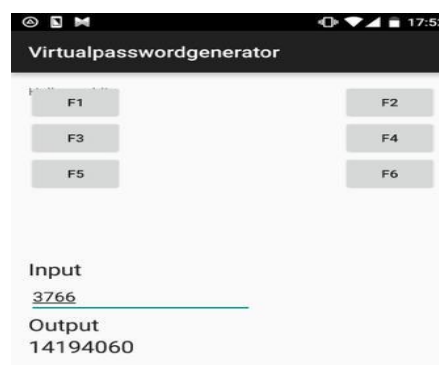 17:5
Virtualpasswordgenerator
F1 F2
F3 F4
F5 F6
Input
3766
Output
14194060